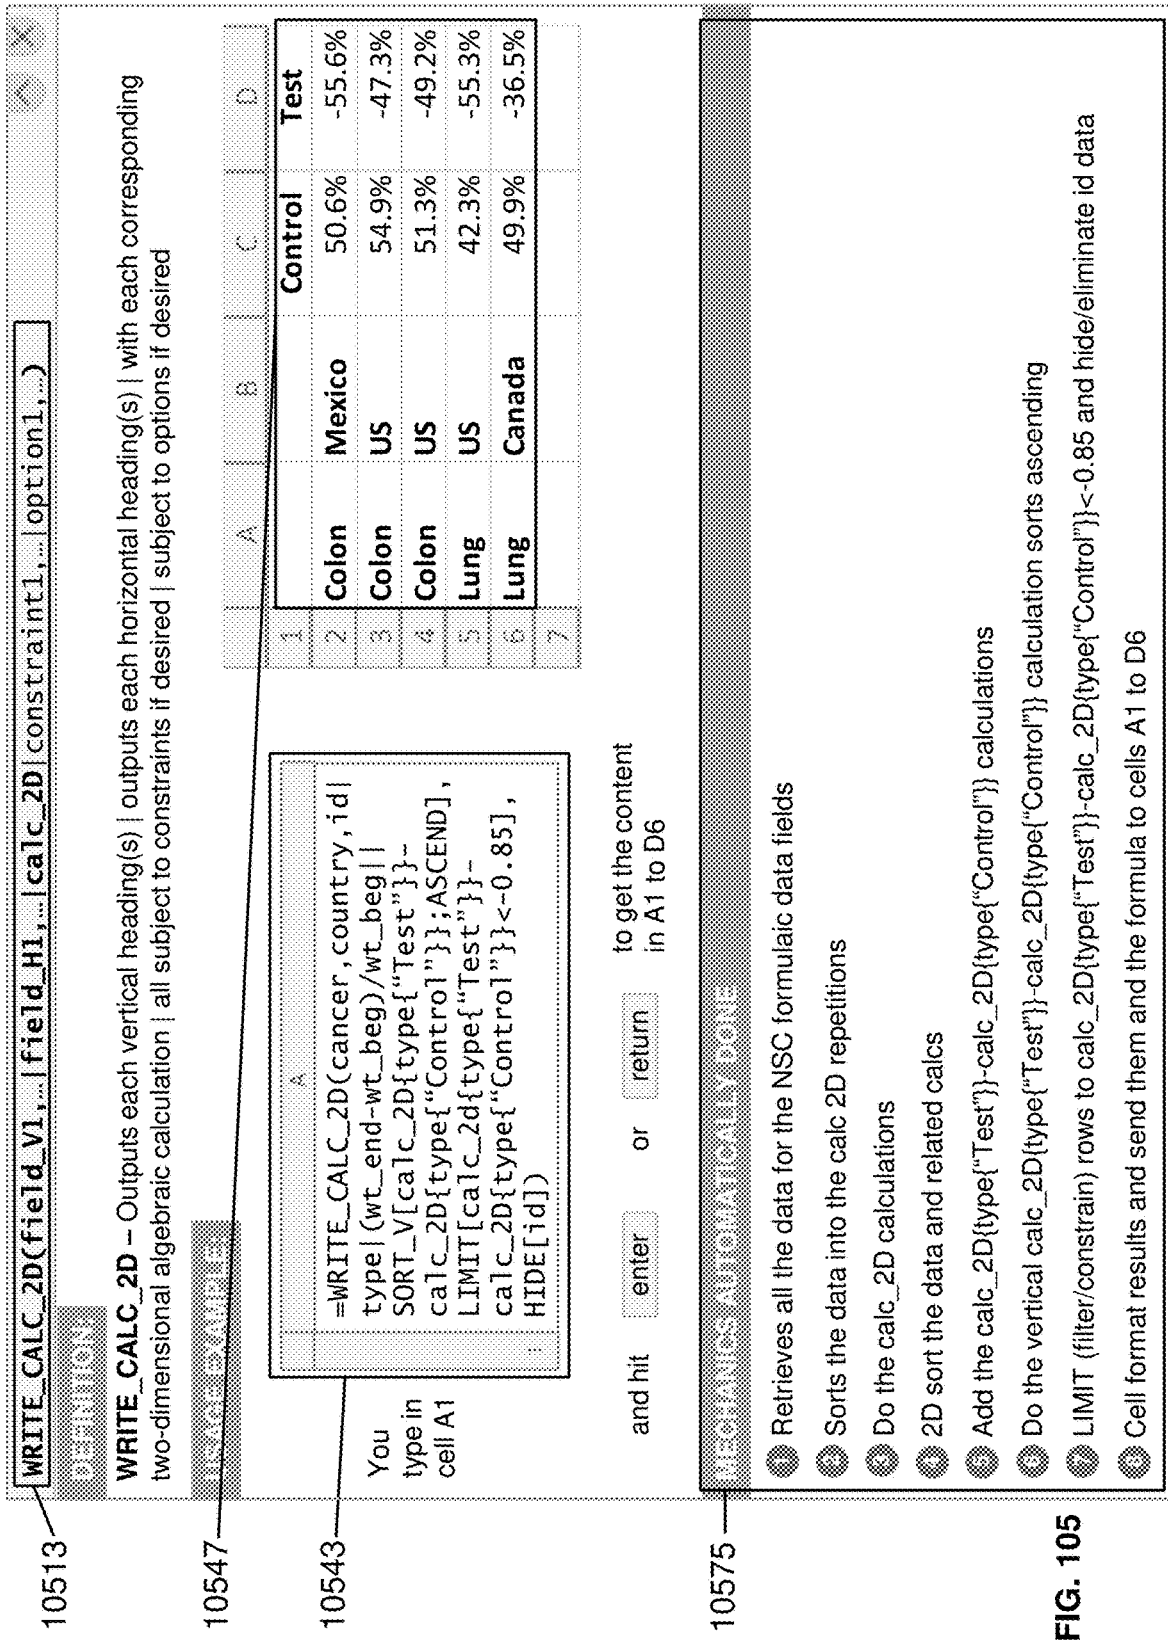 WRITE_CALC_2D(field_V1,…|field_H1,…|calc_2D|constraint1,…|option1,…)
DEFINITION
WRITE_CALC_2D – Outputs each vertical heading(s) | outputs each horizontal heading(s) | with each corresponding
two-dimensional algebraic calculation | all subject to constraints if desired | subject to options if desired
USAGE EXAMPLE
You
type in
cell A1
A
1
=WRITE_CALC_2D(cancer,country,id|
type|(wt_end-wt_beg)/wt_beg||
SORT_V[calc_2D{type{“Test”}}-
calc_2D{type{“Control”}};ASCEND],
LIMIT[calc_2d{type{“Test”}}-
calc_2D{type{“Control”}}<-0.85],
HIDE[id])
and hit enter or return to get the content
in A1 to D6
A B C D
1 Control Test
2 Colon Mexico 50.6% -55.6%
3 Colon US 54.9% -47.3%
4 Colon US 51.3% -49.2%
5 Lung US 42.3% -55.3%
6 Lung Canada 49.9% -36.5%
7
MECHANICS AUTOMATICALLY DONE
1 Retrieves all the data for the NSC formulaic data fields
2 Sorts the data into the calc 2D repetitions
3 Do the calc_2D calculations
4 2D sort the data and related calcs
5 Add the calc_2D{type{“Test”}}-calc_2D{type{“Control”}} calculations
6 Do the vertical calc_2D{type{“Test”}}-calc_2D{type{“Control”}} calculation sorts ascending
7 LIMIT (filter/constrain) rows to calc_2D{type{“Test”}}-calc_2D{type{“Control”}}<-0.85 and hide/eliminate id data
8 Cell format results and send them and the formula to cells A1 to D6
10513
10547
10543
10575
FIG. 105